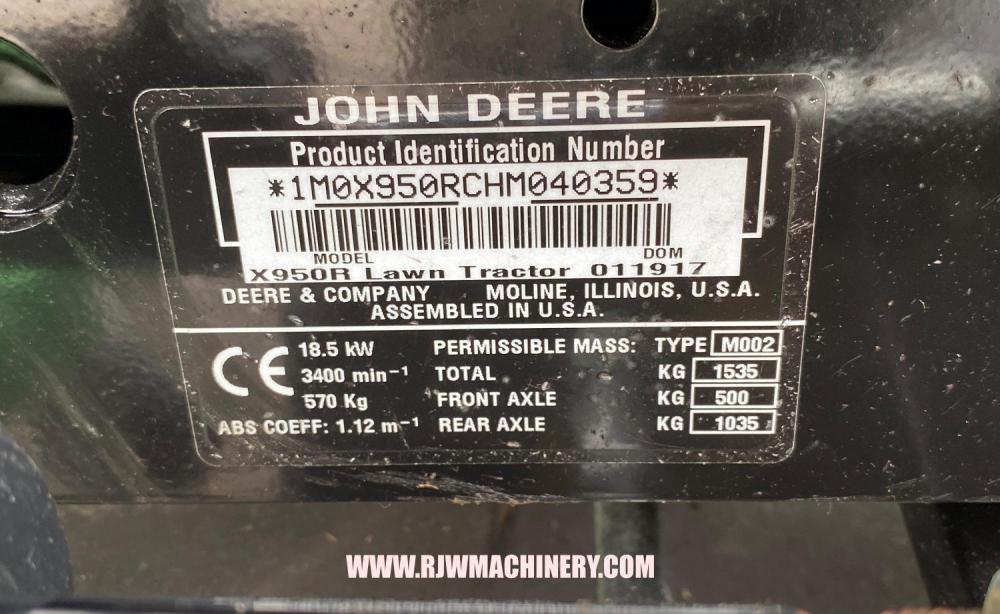 JOHN DEERE
Product Identification Number
*1M0X950RCHM040359*
MODEL DOM
X950R Lawn Tractor 011917
DEERE & COMPANY MOLINE, ILLINOIS, U.S.A.
ASSEMBLED IN U.S.A.
CE 18.5 kW PERMISSIBLE MASS: TYPE M002
3400 min⁻¹ TOTAL KG 1535
570 Kg FRONT AXLE KG 500
ABS COEFF: 1.12 m⁻¹ REAR AXLE KG 1035
WWW.RJWMACHINERY.COM